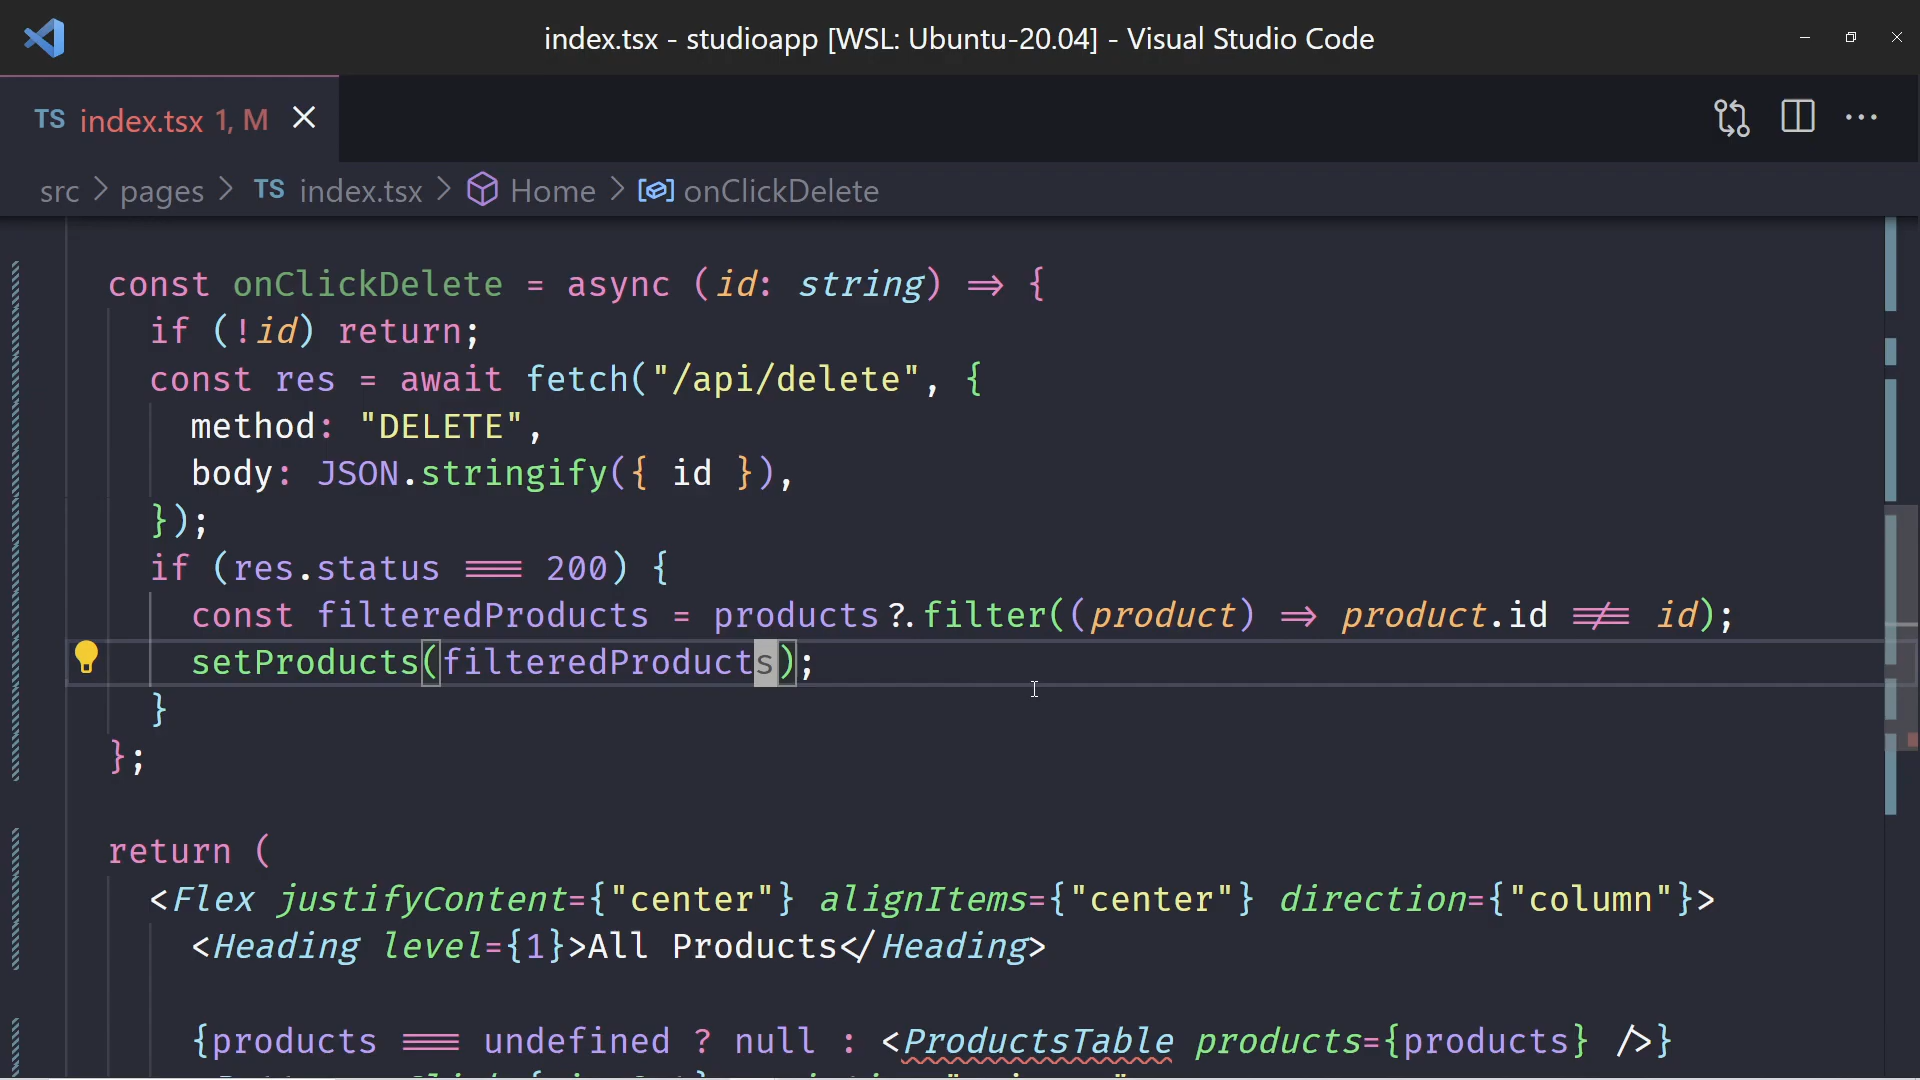 index.tsx - studioapp [WSL: Ubuntu-20.04] - Visual Studio Code
TS index.tsx 1, M
src > pages > TS index.tsx > Home > onClickDelete
const onClickDelete = async (id: string) => {
if (!id) return;
const res = await fetch("/api/delete", {
method: "DELETE",
body: JSON.stringify({ id }),
});
if (res.status === 200) {
const filteredProducts = products?.filter((product) => product.id !== id);
setProducts(filteredProducts);
}
};
return (
<Flex justifyContent={"center"} alignItems={"center"} direction={"column"}>
<Heading level={1}>All Products</Heading>
{products === undefined ? null : <ProductsTable products={products} />}